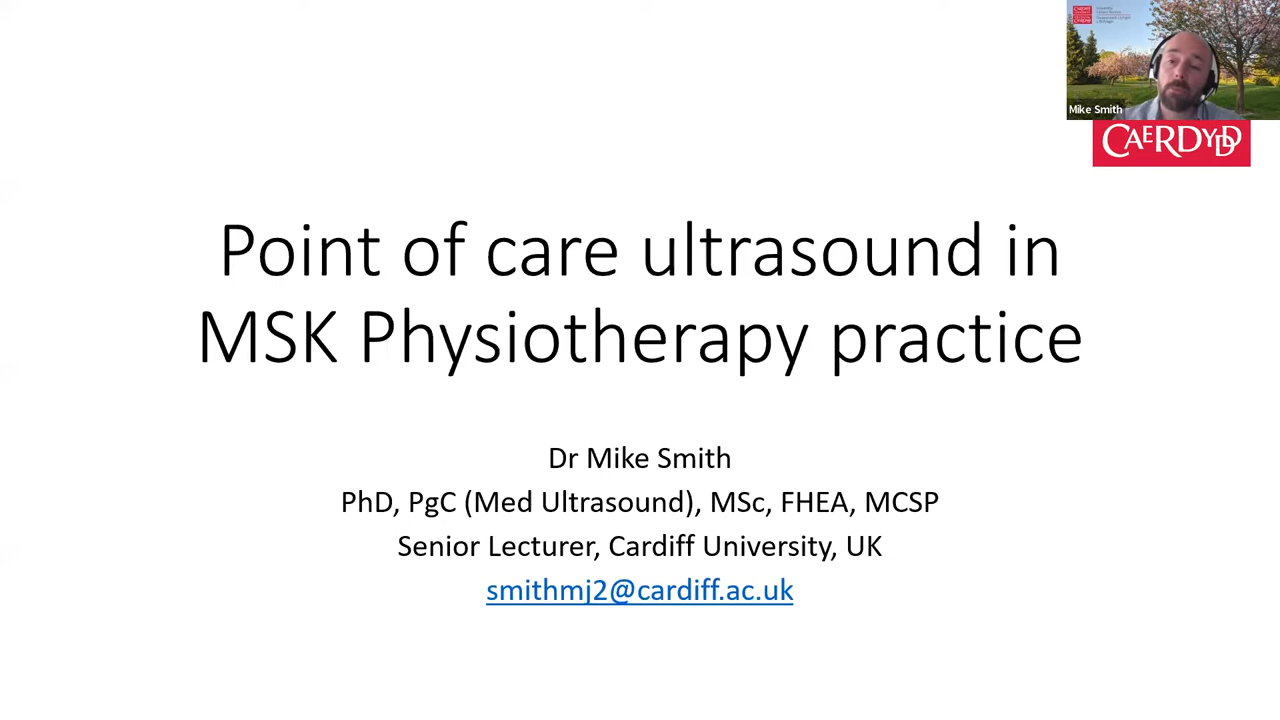 Mike Smith
CAERDYDD
Point of care ultrasound in
MSK Physiotherapy practice
Dr Mike Smith
PhD, PgC (Med Ultrasound), MSc, FHEA, MCSP
Senior Lecturer, Cardiff University, UK
smithmj2@cardiff.ac.uk